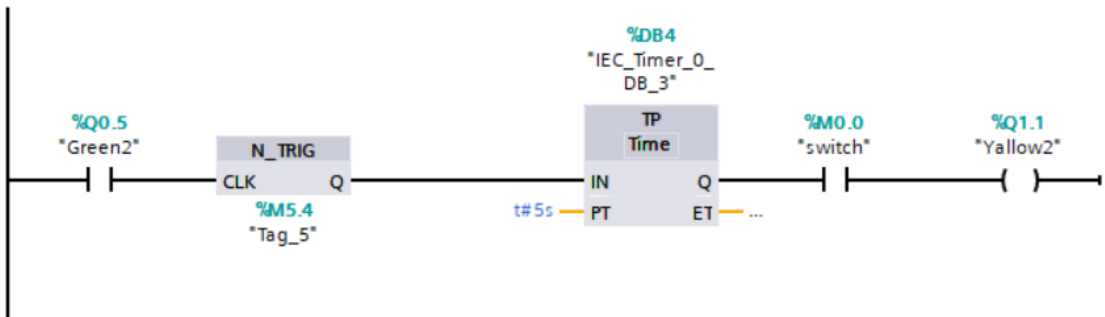 %DB4
"IEC_Timer_0_
DB_3"
%Q0.5
"Green2"
N_TRIG
CLK Q
%M5.4
"Tag_5"
TP
Time
IN Q
t#5s PT ET ...
%M0.0
"switch"
%Q1.1
"Yallow2"